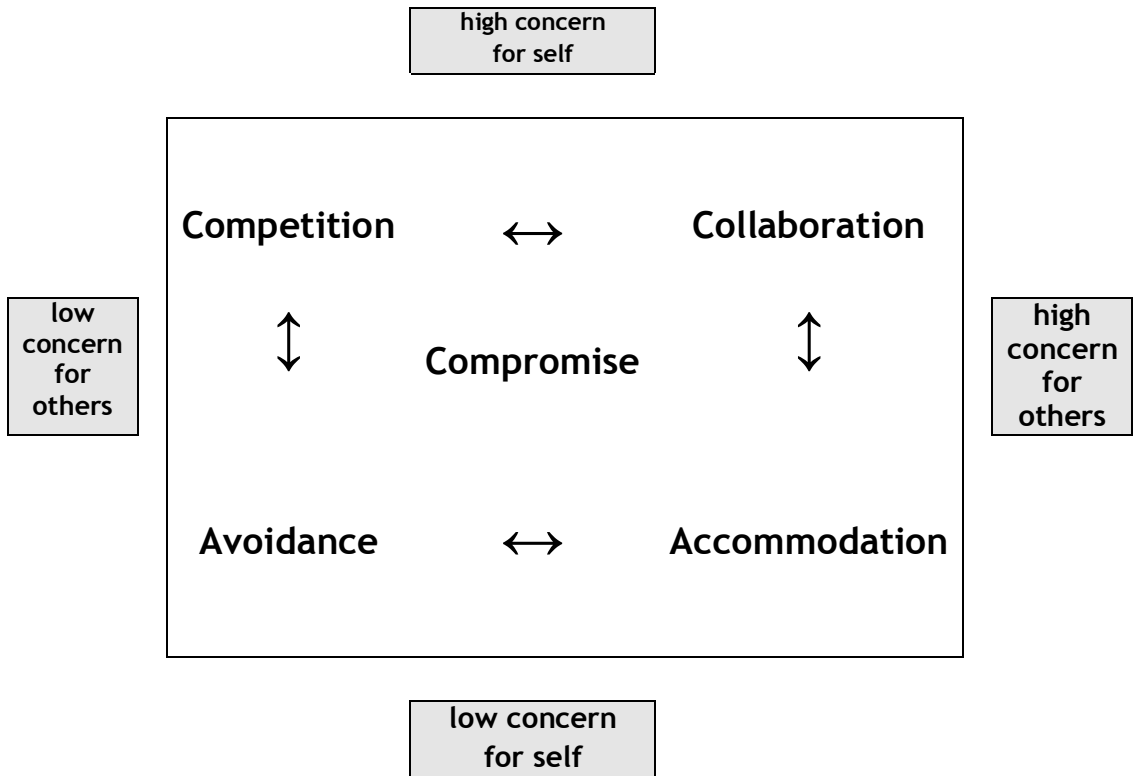 high concern
for self
Competition ↔ Collaboration
low
concern
for
others
↕ Compromise ↕
high
concern
for
others
Avoidance ↔ Accommodation
low concern
for self